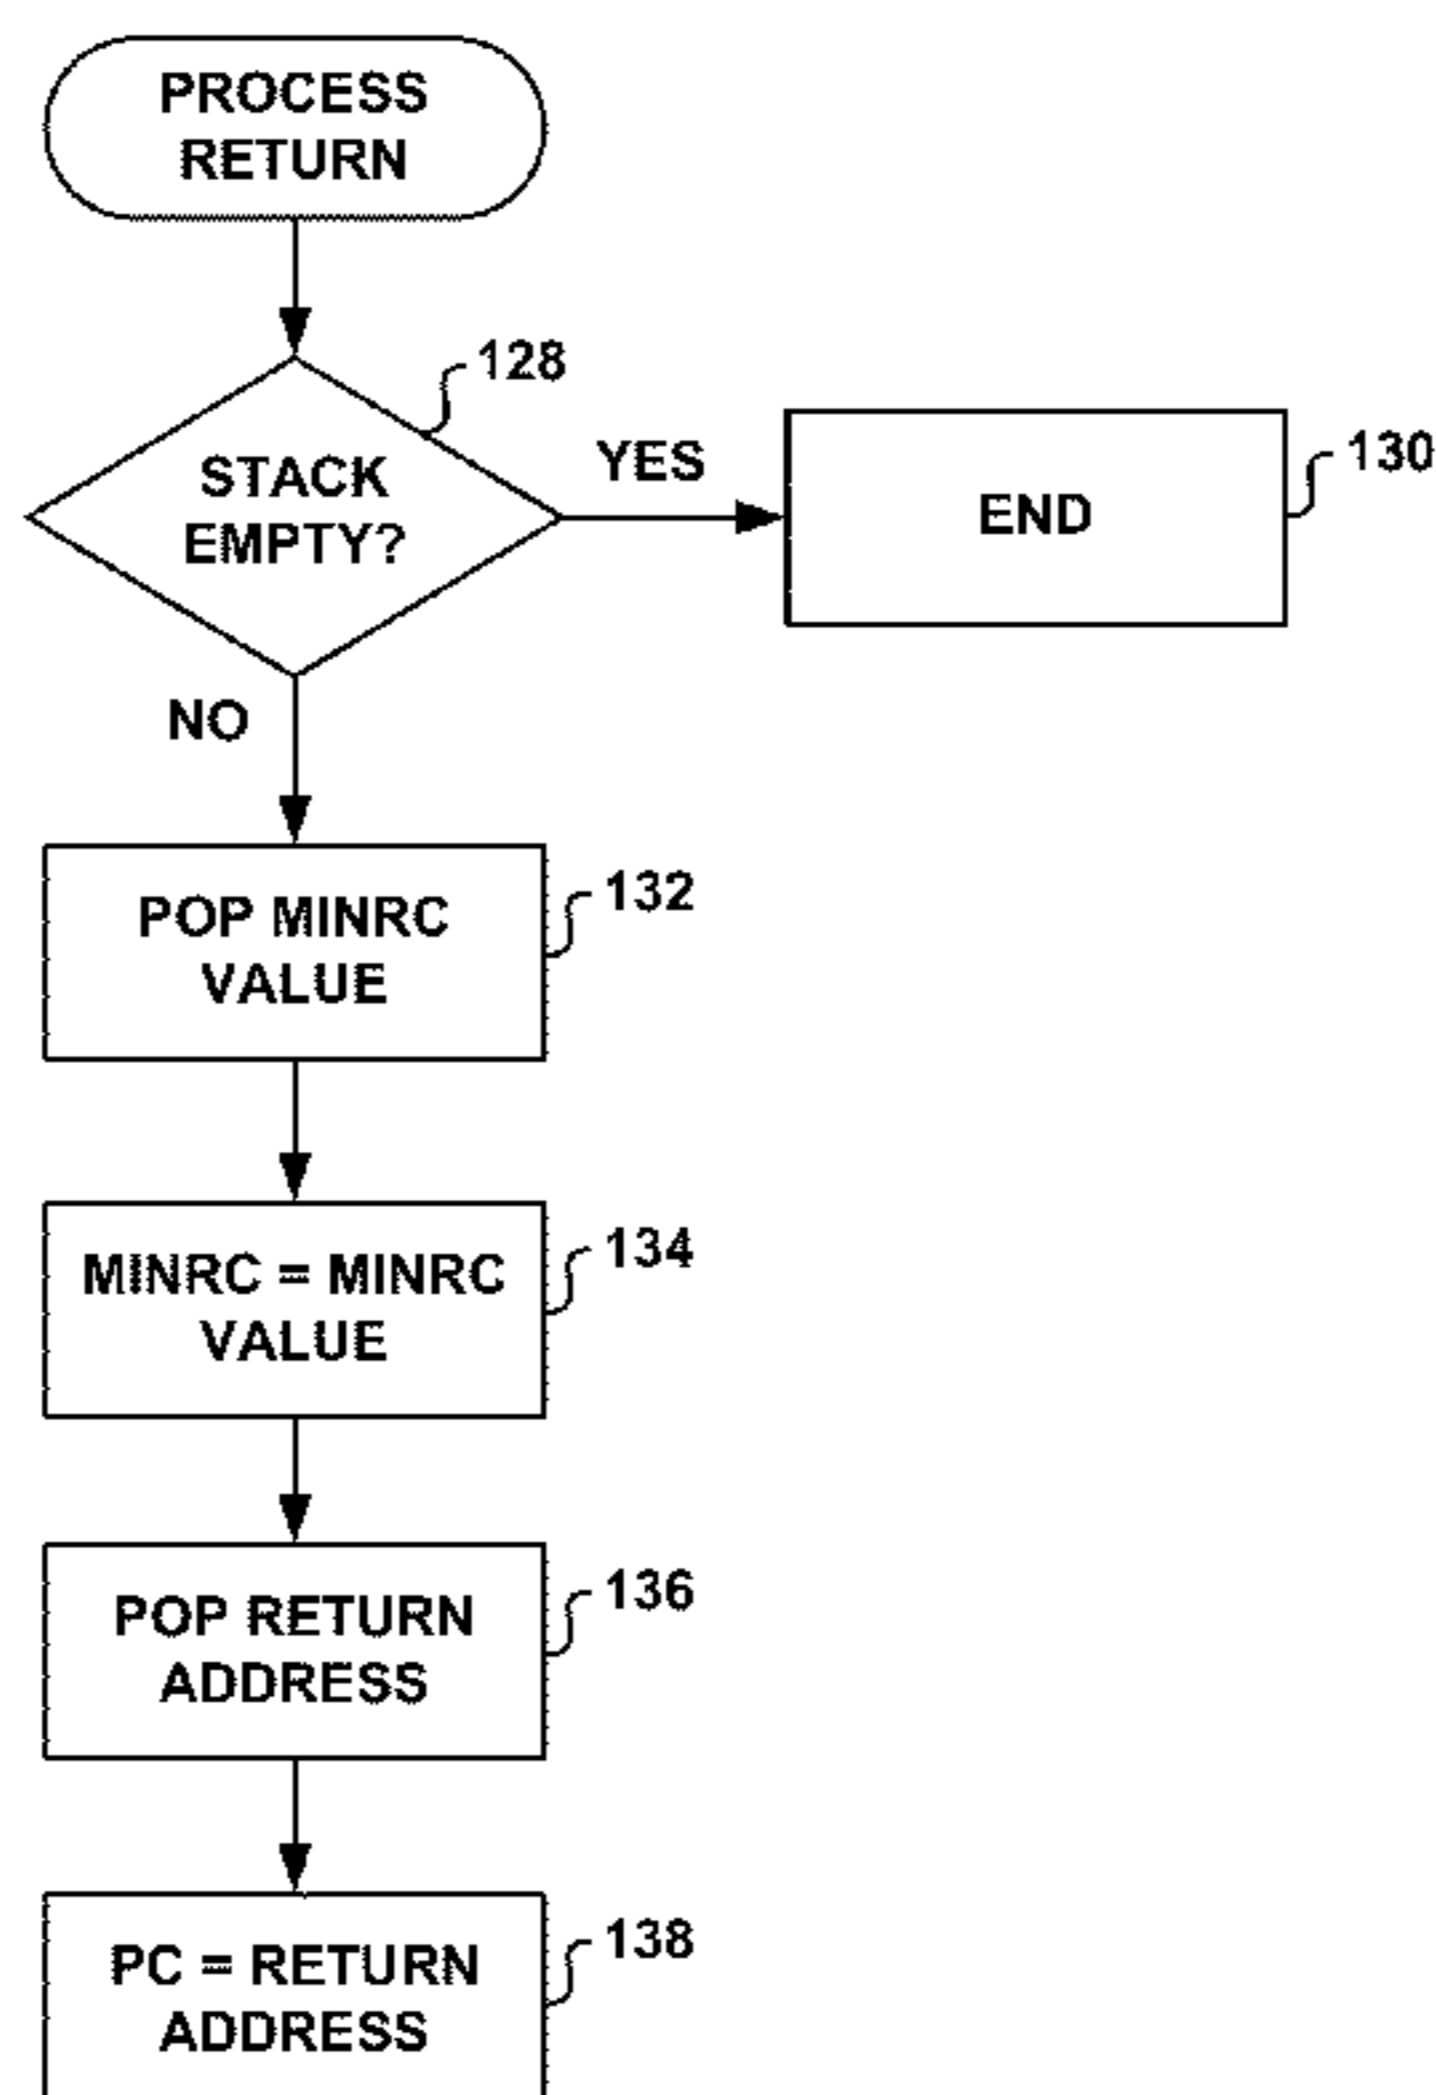 PROCESS
RETURN
128
STACK
EMPTY?
YES
END
130
NO
POP MINRC
VALUE
132
MINRC = MINRC
VALUE
134
POP RETURN
ADDRESS
136
PC = RETURN
ADDRESS
138